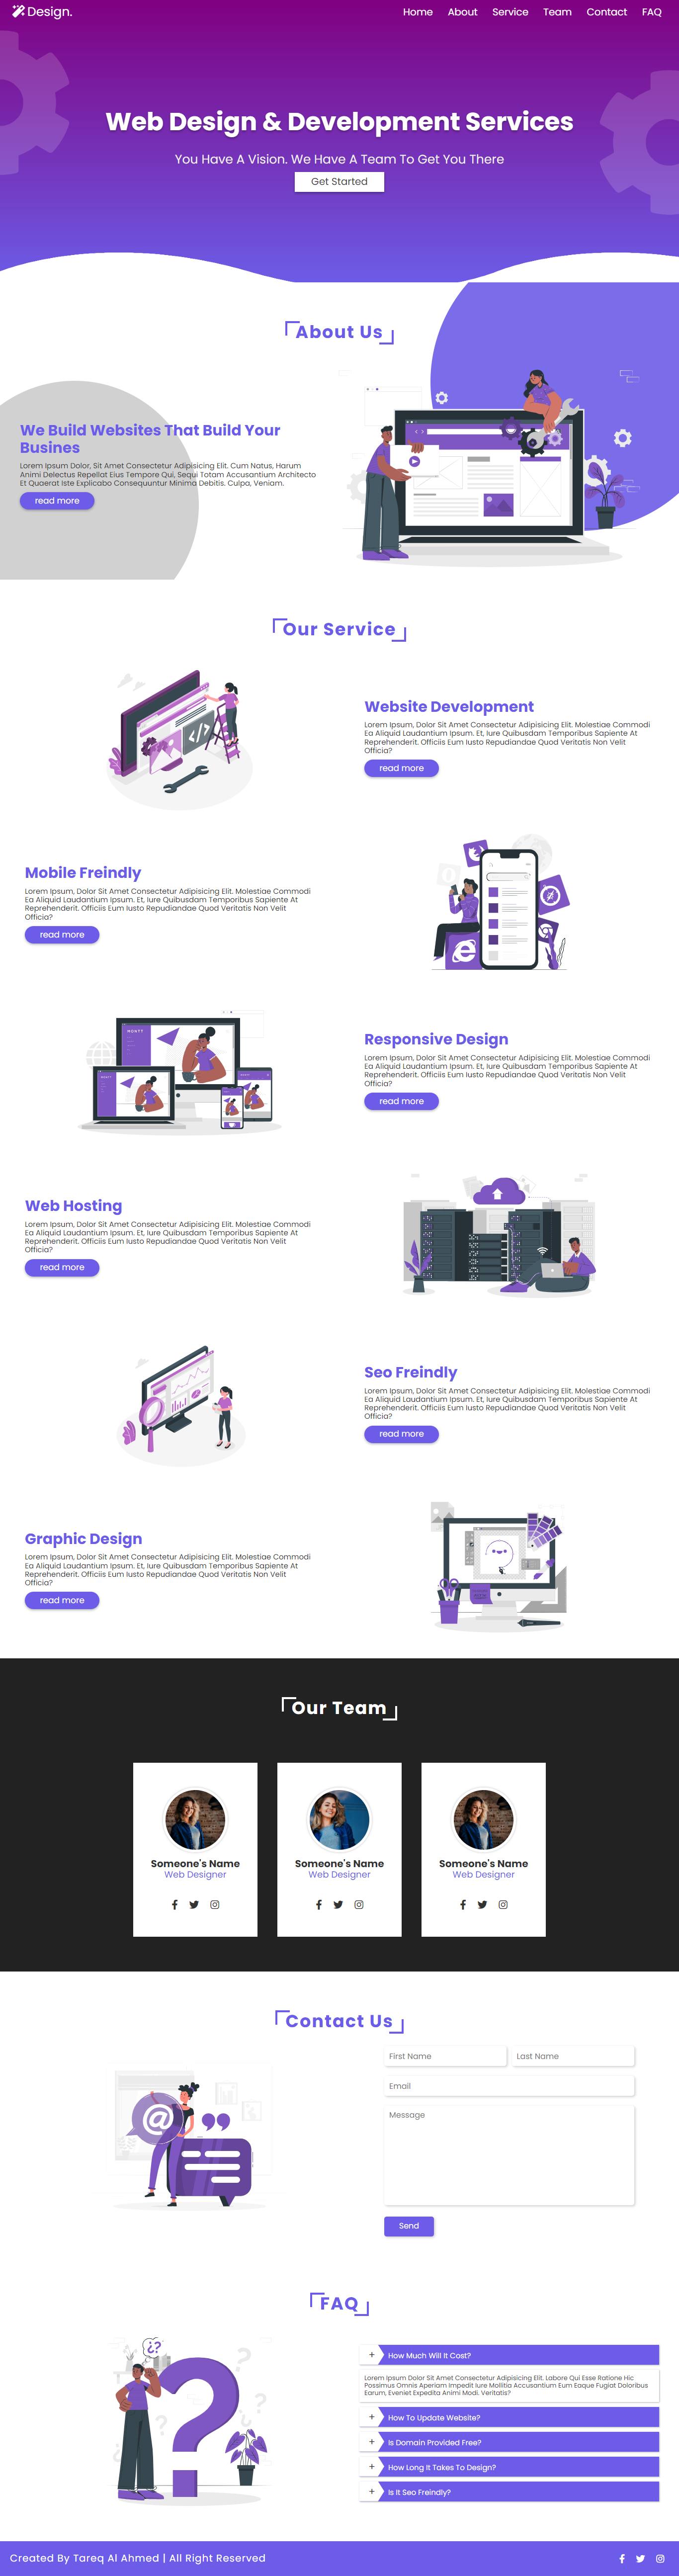 Design.
Home About Service Team Contact FAQ
Web Design & Development Services
You Have A Vision. We Have A Team To Get You There
Get Started
About Us
We Build Websites That Build Your
Busines
Lorem Ipsum Dolor, Sit Amet Consectetur Adipisicing Elit. Cum Natus, Harum
Animi Delectus Repellat Eius Tempore Qui, Sequi Totam Accusantium Architecto
Et Quaerat Iste Explicabo Consequuntur Minima Debitis. Culpa, Veniam.
read more
Our Service
Website Development
Lorem Ipsum, Dolor Sit Amet Consectetur Adipisicing Elit. Molestiae Commodi
Ea Aliquid Laudantium Ipsum. Et, Iure Quibusdam Temporibus Sapiente At
Reprehenderit. Officiis Eum Iusto Repudiandae Quod Veritatis Non Velit
Officia?
read more
Mobile Freindly
Lorem Ipsum, Dolor Sit Amet Consectetur Adipisicing Elit. Molestiae Commodi
Ea Aliquid Laudantium Ipsum. Et, Iure Quibusdam Temporibus Sapiente At
Reprehenderit. Officiis Eum Iusto Repudiandae Quod Veritatis Non Velit
Officia?
read more
Responsive Design
Lorem Ipsum, Dolor Sit Amet Consectetur Adipisicing Elit. Molestiae Commodi
Ea Aliquid Laudantium Ipsum. Et, Iure Quibusdam Temporibus Sapiente At
Reprehenderit. Officiis Eum Iusto Repudiandae Quod Veritatis Non Velit
Officia?
read more
Web Hosting
Lorem Ipsum, Dolor Sit Amet Consectetur Adipisicing Elit. Molestiae Commodi
Ea Aliquid Laudantium Ipsum. Et, Iure Quibusdam Temporibus Sapiente At
Reprehenderit. Officiis Eum Iusto Repudiandae Quod Veritatis Non Velit
Officia?
read more
Seo Freindly
Lorem Ipsum, Dolor Sit Amet Consectetur Adipisicing Elit. Molestiae Commodi
Ea Aliquid Laudantium Ipsum. Et, Iure Quibusdam Temporibus Sapiente At
Reprehenderit. Officiis Eum Iusto Repudiandae Quod Veritatis Non Velit
Officia?
read more
Graphic Design
Lorem Ipsum, Dolor Sit Amet Consectetur Adipisicing Elit. Molestiae Commodi
Ea Aliquid Laudantium Ipsum. Et, Iure Quibusdam Temporibus Sapiente At
Reprehenderit. Officiis Eum Iusto Repudiandae Quod Veritatis Non Velit
Officia?
read more
Our Team
Someone's Name
Web Designer
Someone's Name
Web Designer
Someone's Name
Web Designer
Contact Us
First Name
Last Name
Email
Message
Send
FAQ
+ How Much Will It Cost?
Lorem Ipsum Dolor Sit Amet Consectetur Adipisicing Elit. Labore Qui Esse Ratione Hic
Possimus Omnis Aperiam Impedit Iure Mollitia Accusantium Eum Eaque Fugiat Doloribus
Earum, Eveniet Expedita Animi Modi. Veritatis?
+ How To Update Website?
+ Is Domain Provided Free?
+ How Long It Takes To Design?
+ Is It Seo Freindly?
Created By Tareq Al Ahmed | All Right Reserved